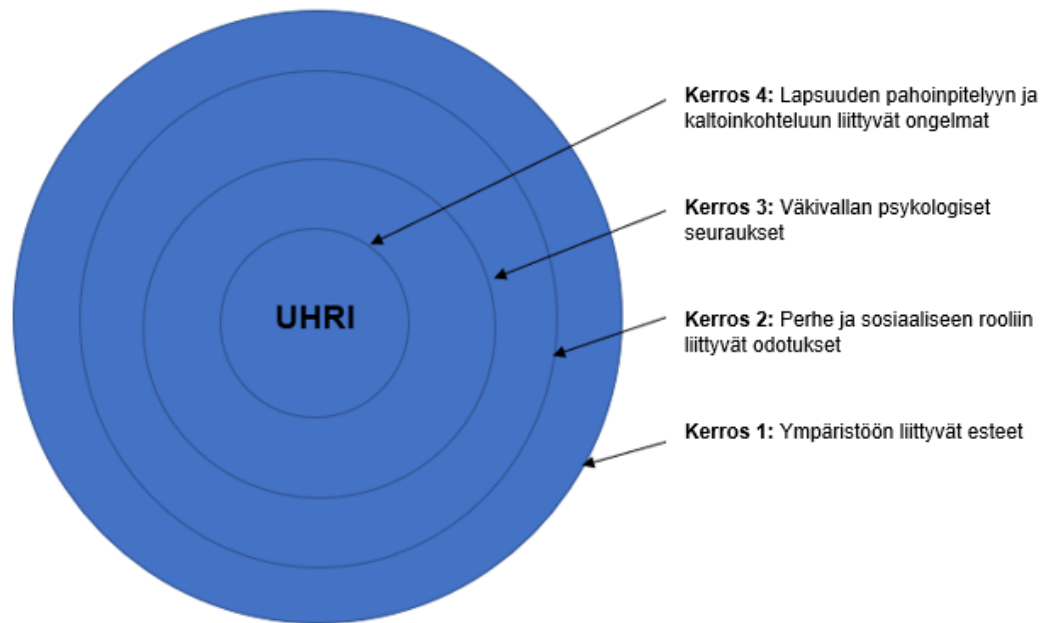 Kerros 4: Lapsuuden pahoinpitelyyn ja
kaltoinkohteluun liittyvät ongelmat
Kerros 3: Väkivallan psykologiset
seuraukset
UHRI
Kerros 2: Perhe ja sosiaaliseen rooliin
liittyvät odotukset
Kerros 1: Ympäristöön liittyvät esteet